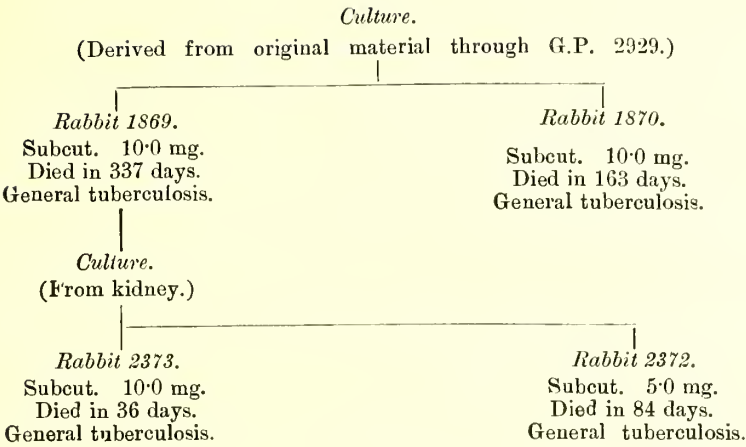 Culture.
(Derived from original material through G.P. 2929.)
Rabbit 1869.
Subcut. 10·0 mg.
Died in 337 days.
General tuberculosis.
Rabbit 1870.
Subcut. 10·0 mg.
Died in 163 days.
General tuberculosis.
Culture.
(From kidney.)
Rabbit 2373.
Subcut. 10·0 mg.
Died in 36 days.
General tuberculosis.
Rabbit 2372.
Subcut. 5·0 mg.
Died in 84 days.
General tuberculosis.